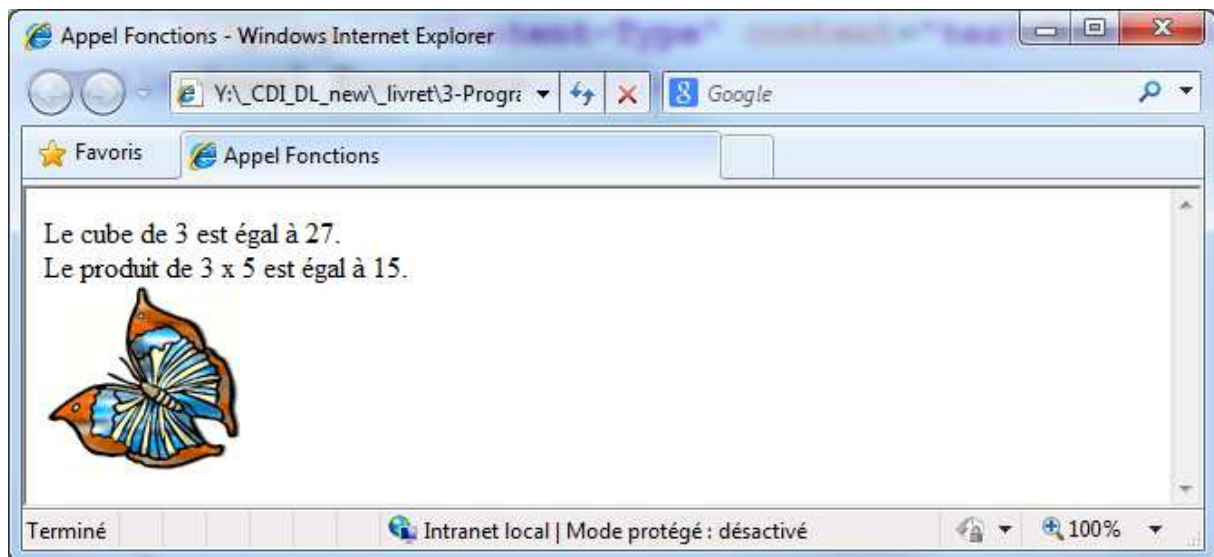 Appel Fonctions - Windows Internet Explorer
Y:\_CDI_DL_new\_livret\3-Progra
Google
Favoris
Appel Fonctions
Le cube de 3 est égal à 27.
Le produit de 3 x 5 est égal à 15.
Terminé
Intranet local | Mode protégé : désactivé
100%